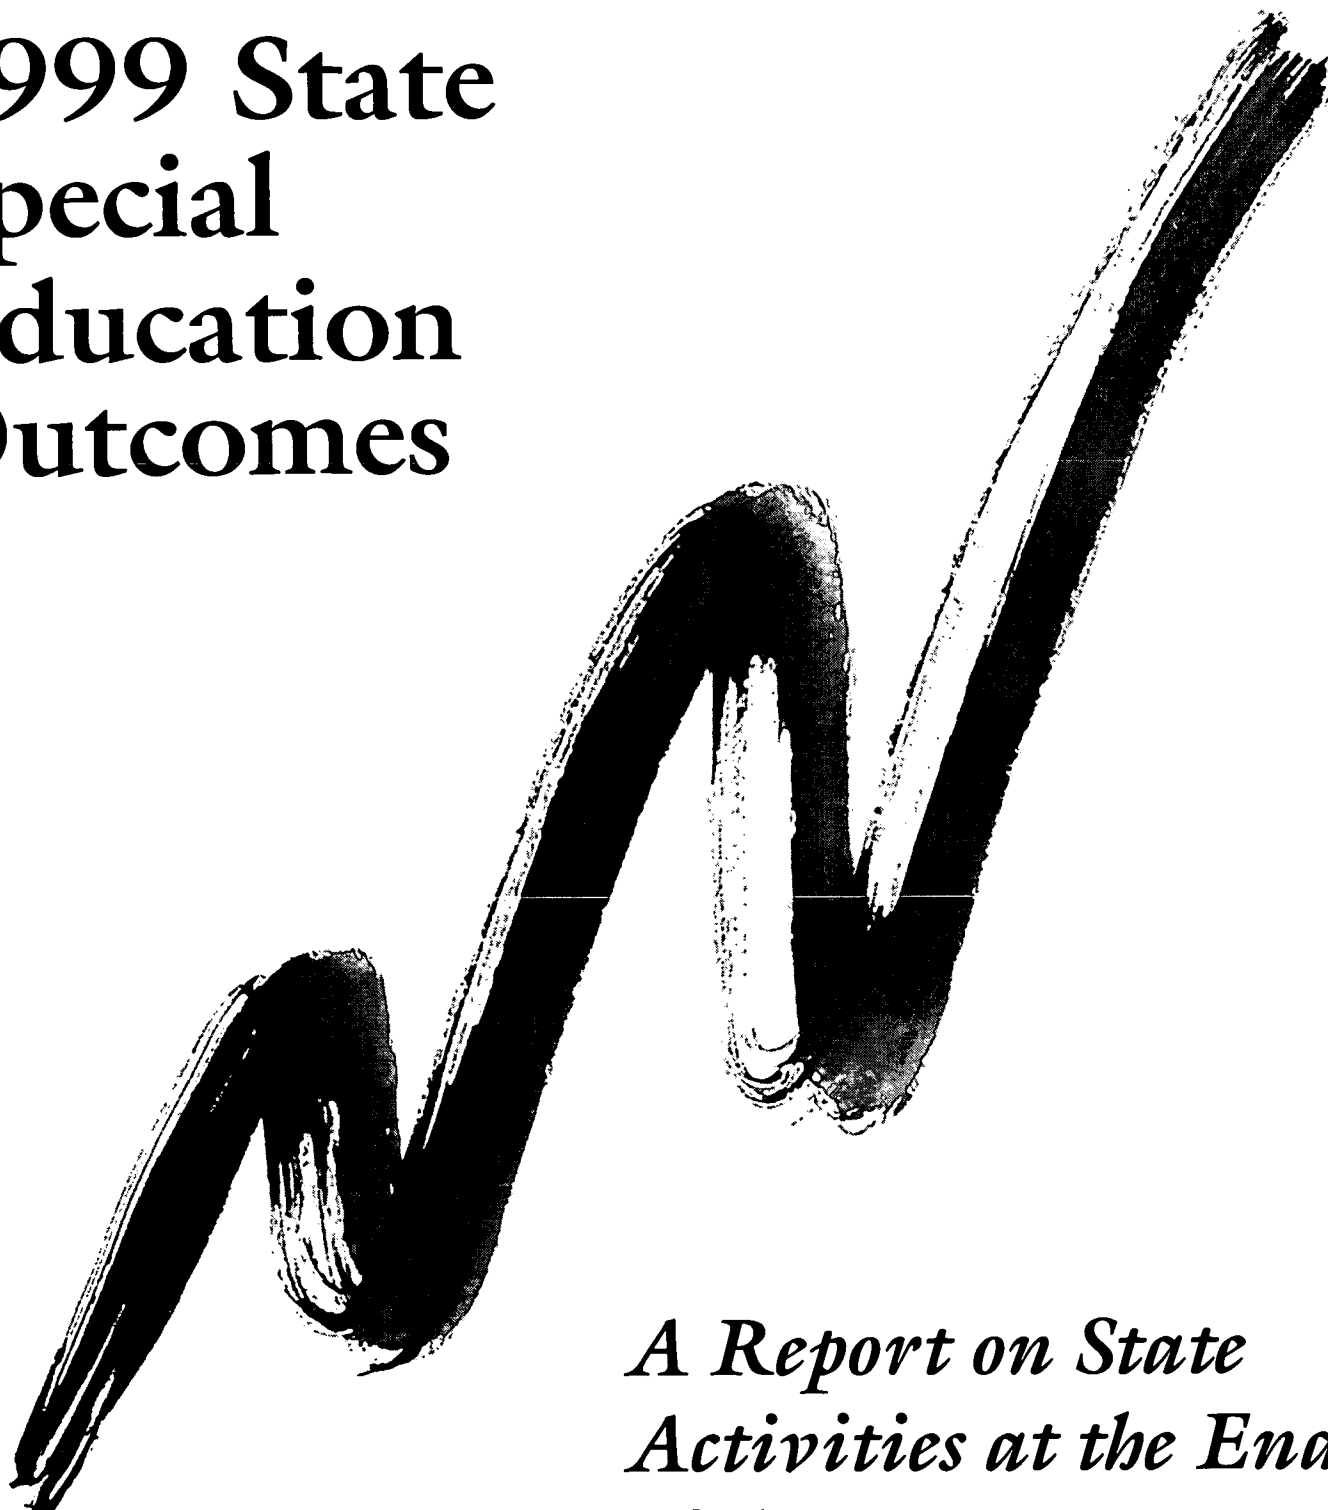 999 State
pecial
ducation
utcomes
A Report on State
Activities at the End